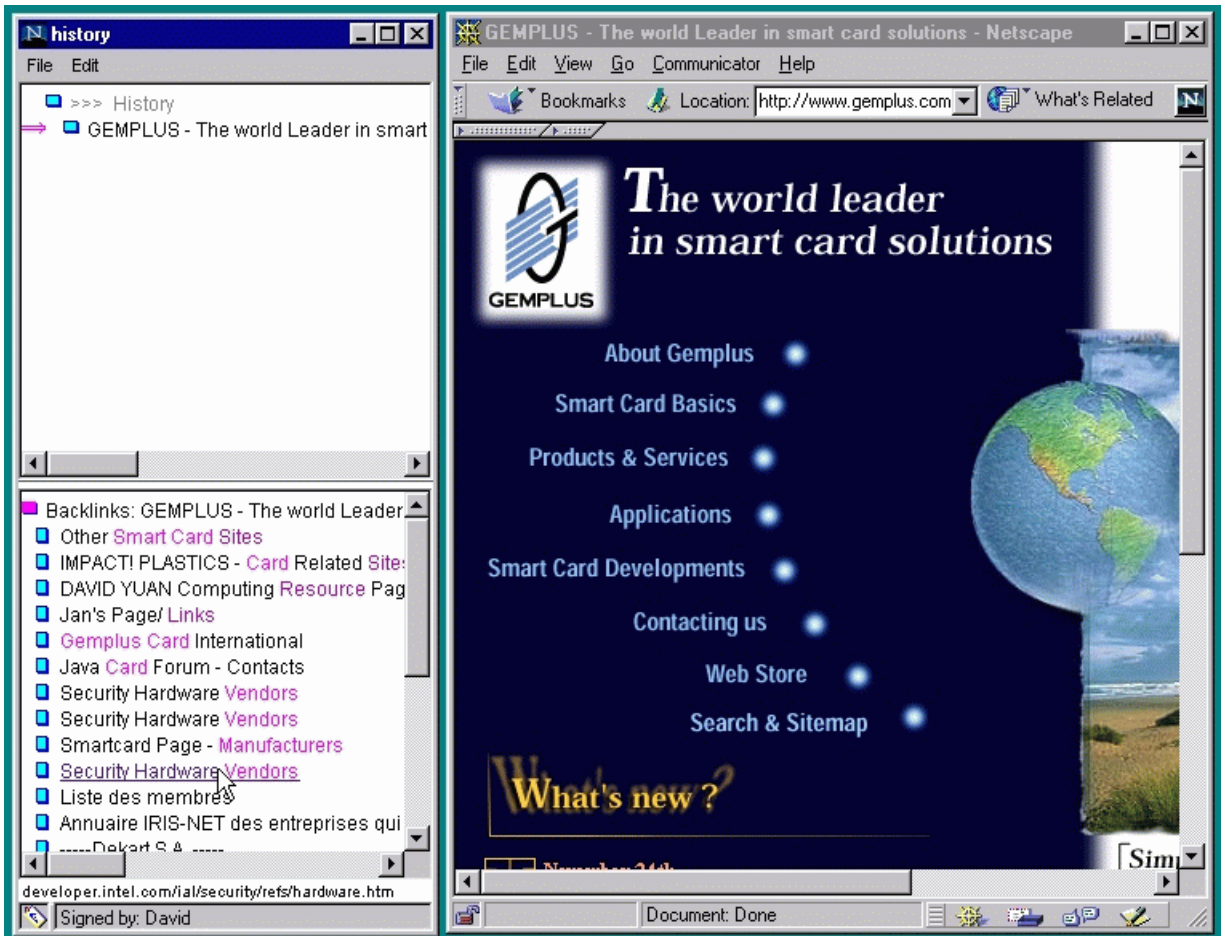 history
File Edit
>>> History
GEMPLUS - The world Leader in smart
Backlinks: GEMPLUS - The world Leader
Other Smart Card Sites
IMPACT! PLASTICS - Card Related Sites
DAVID YUAN Computing Resource Pag
Jan's Page/ Links
Gemplus Card International
Java Card Forum - Contacts
Security Hardware Vendors
Security Hardware Vendors
Smartcard Page - Manufacturers
Security Hardware Vendors
Liste des membres
Annuaire IRIS-NET des entreprises qui
-----Dekart S.A. -----
developer.intel.com/ial/security/refs/hardware.htm
Signed by: David
GEMPLUS - The world Leader in smart card solutions - Netscape
File Edit View Go Communicator Help
Bookmarks Location: http://www.gemplus.com What's Related
The world leader
in smart card solutions
GEMPLUS
About Gemplus
Smart Card Basics
Products & Services
Applications
Smart Card Developments
Contacting us
Web Store
Search & Sitemap
What's new ?
November 24th
Simp
Document: Done